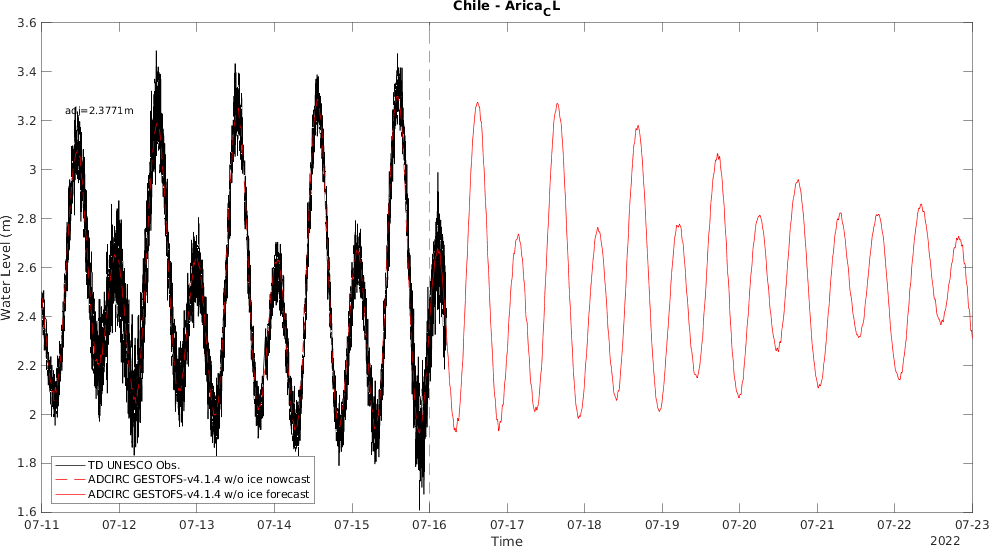 Chile - Arica_CL
Water Level (m)
3.6
3.4
3.2
3
2.8
2.6
2.4
2.2
2
1.8
1.6
adj=2.3771m
TD UNESCO Obs.
ADCIRC GESTOFS-v4.1.4 w/o ice nowcast
ADCIRC GESTOFS-v4.1.4 w/o ice forecast
07-11 07-12 07-13 07-14 07-15 07-16 07-17 07-18 07-19 07-20 07-21 07-22 07-23
Time
2022